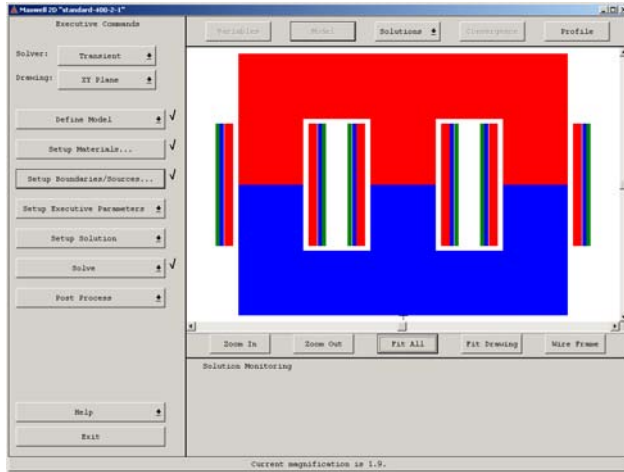 Maxwell 2D "standard-400-2-1"
Executive Commands
Solver: Transient
Drawing: XY Plane
Define Model
Setup Materials...
Setup Boundaries/Sources...
Setup Executive Parameters
Setup Solution
Solve
Post Process
Help
Exit
Variables Model Solutions Convergence Profile
Zoom In Zoom Out Fit All Fit Drawing Wire Frame
Solution Monitoring
Current magnification is 1.9.